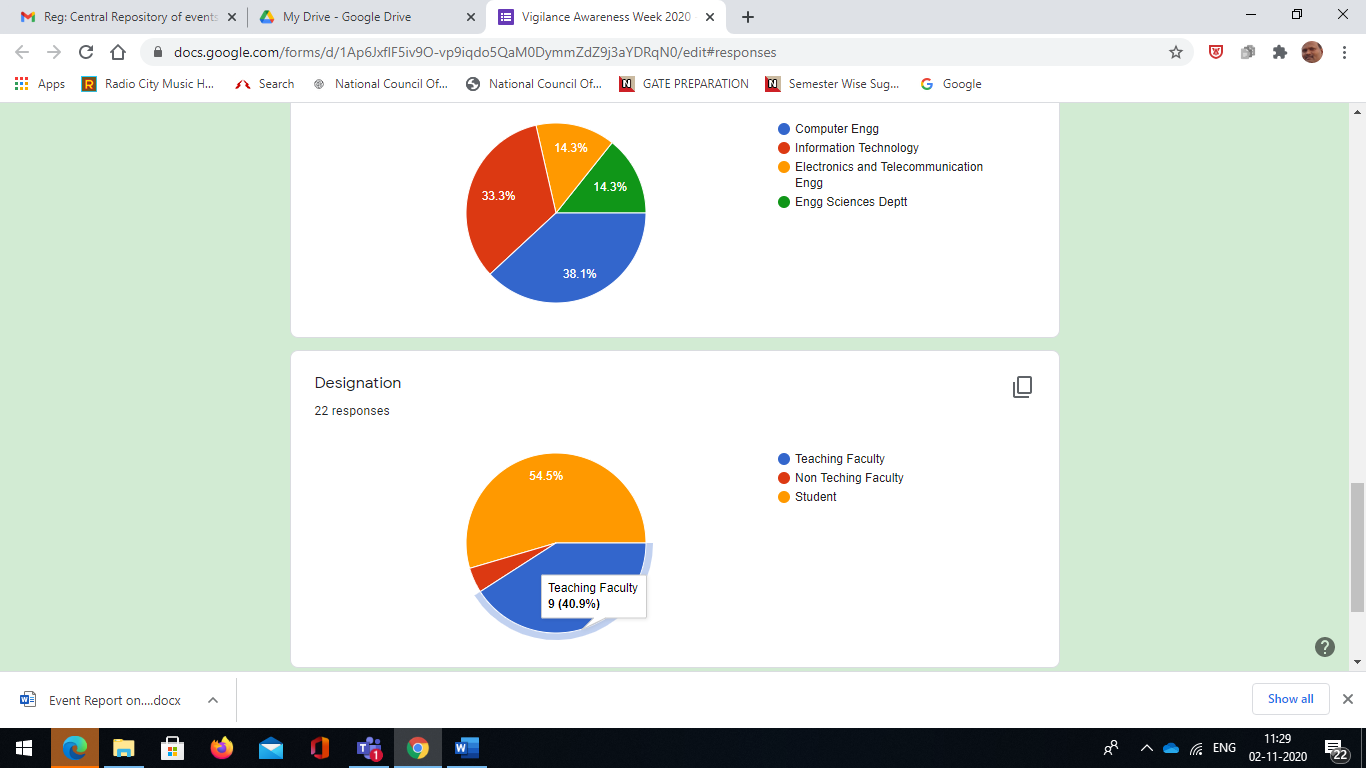 Reg: Central Repository of events
My Drive - Google Drive
Vigilance Awareness Week 2020
docs.google.com/forms/d/1Ap6JxflF5iv9O-vp9iqdo5QaM0DymmZdZ9j3aYDRqN0/edit#responses
Apps
Radio City Music H...
Search
National Council Of...
National Council Of...
GATE PREPARATION
Semester Wise Sug...
Google
14.3%
14.3%
33.3%
38.1%
Computer Engg
Information Technology
Electronics and Telecommunication
Engg
Engg Sciences Deptt
Designation
22 responses
54.5%
Teaching Faculty
9 (40.9%)
Teaching Faculty
Non Teching Faculty
Student
Event Report on....docx
Show all
1
ENG
11:29
02-11-2020
22